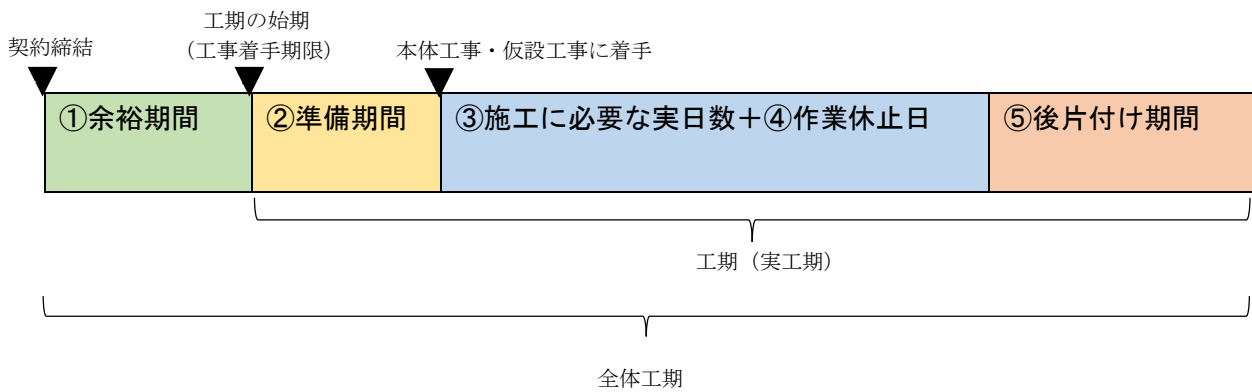 工期の始期
契約締結
（工事着手期限）
本体工事・仮設工事に着手
①余裕期間
②準備期間
③施工に必要な実日数＋④作業休止日
⑤後片付け期間
工期（実工期）
全体工期